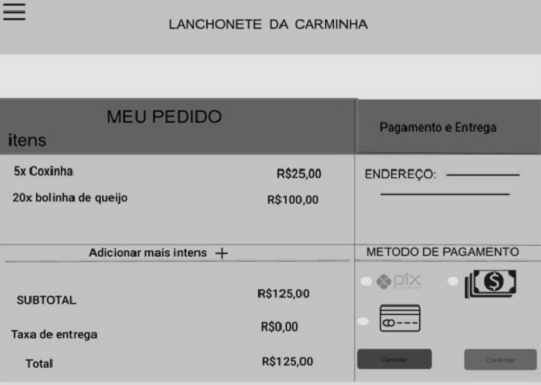 LANCHONETE DA CARMINHA
MEU PEDIDO
itens
Pagamento e Entrega
5x Coxinha R$25,00
20x bolinha de queijo R$100,00
ENDEREÇO:
Adicionar mais intens +
METODO DE PAGAMENTO
pix
SUBTOTAL R$125,00
Taxa de entrega R$0,00
Total R$125,00
Cancelar
Confirmar